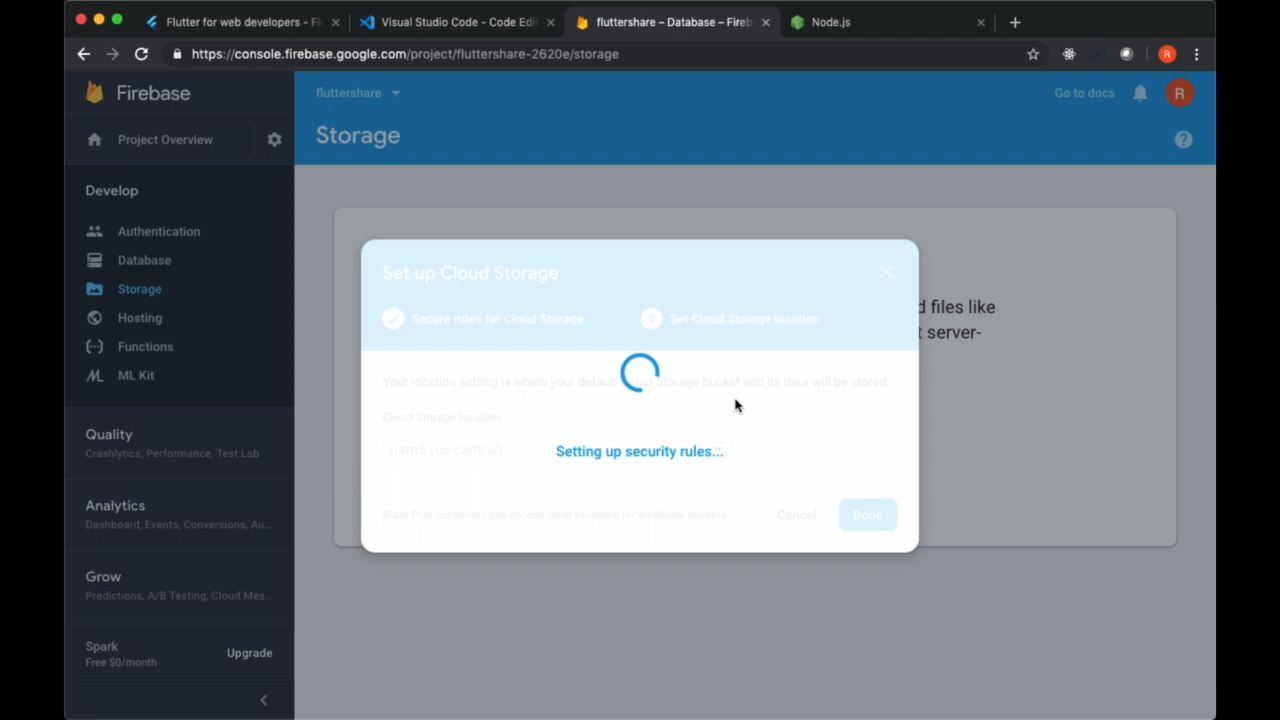 Flutter for web developers - Fl
Visual Studio Code - Code Edit
fluttershare – Database – Fireb
Node.js
https://console.firebase.google.com/project/fluttershare-2620e/storage
R
Firebase
fluttershare
Go to docs
R
Project Overview
Storage
Develop
Authentication
Database
Storage
Hosting
Functions
ML Kit
Quality
Crashlytics, Performance, Test Lab
Analytics
Dashboard, Events, Conversions, Au...
Grow
Predictions, A/B Testing, Cloud Mes...
Spark
Free $0/month
Upgrade
d files like
t server-
Set up Cloud Storage
Secure rules for Cloud Storage
2 Set Cloud Storage location
Your location setting is where your default Cloud Storage bucket and its data will be stored
Cloud Storage location
nam5 (us-central)
Setting up security rules...
Blaze Plan customers can choose other locations for additional buckets
Cancel
Done